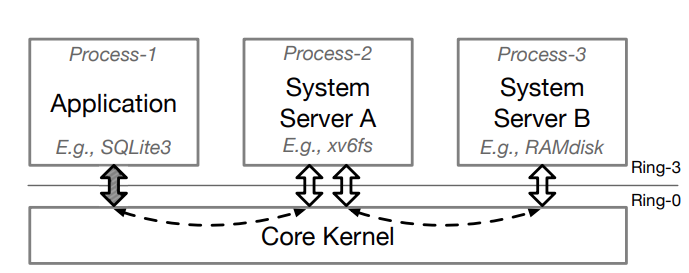 Process-1
Application
E.g., SQLite3
Process-2
System
Server A
E.g., xv6fs
Process-3
System
Server B
E.g., RAMdisk
Ring-3
Ring-0
Core Kernel